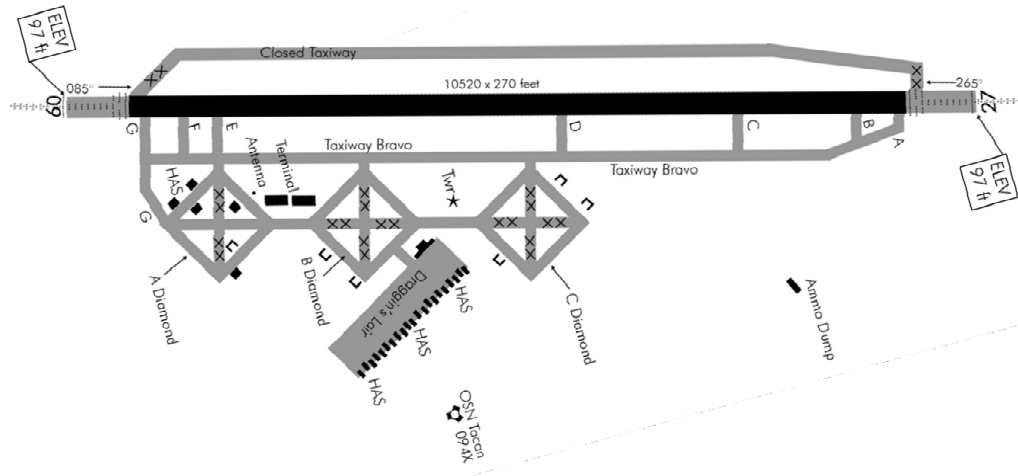 ELEV
97 ft
Closed Taxiway
085°
10520 x 270 feet
265°
09
27
G
F
E
D
C
B
A
Taxiway Bravo
Taxiway Bravo
ELEV
97 ft
HAS
Antenna
Terminal
Twr
G
A Diamond
B Diamond
Draggin's Lair
C Diamond
HAS
HAS
HAS
Ammo Dump
OSN Tacan
094X